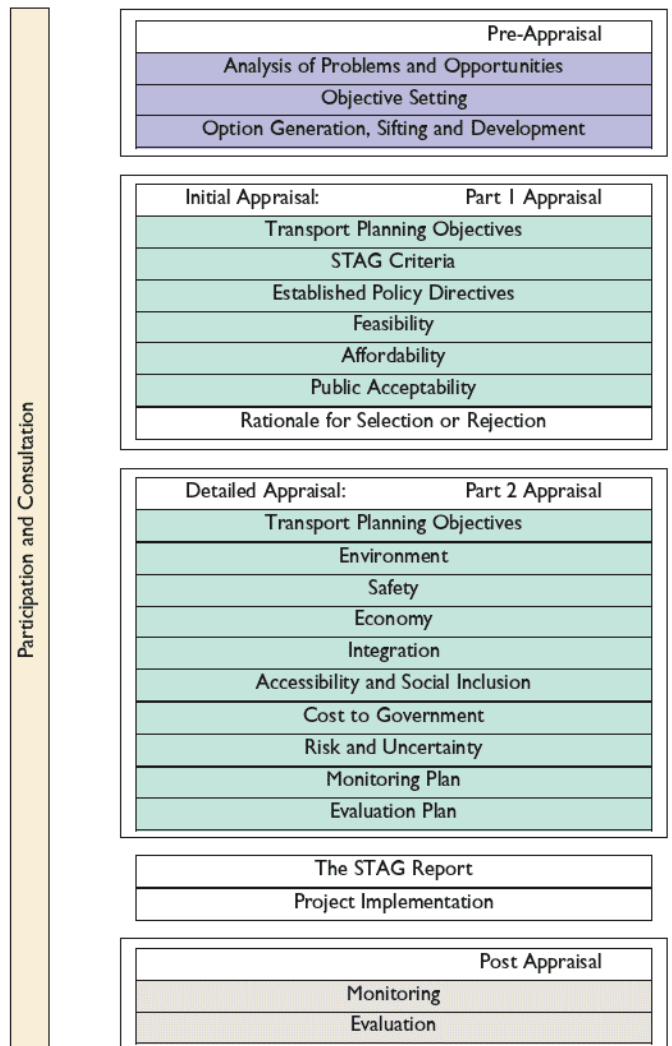 Participation and Consultation
Pre-Appraisal
Analysis of Problems and Opportunities
Objective Setting
Option Generation, Sifting and Development
Initial Appraisal: Part 1 Appraisal
Transport Planning Objectives
STAG Criteria
Established Policy Directives
Feasibility
Affordability
Public Acceptability
Rationale for Selection or Rejection
Detailed Appraisal: Part 2 Appraisal
Transport Planning Objectives
Environment
Safety
Economy
Integration
Accessibility and Social Inclusion
Cost to Government
Risk and Uncertainty
Monitoring Plan
Evaluation Plan
The STAG Report
Project Implementation
Post Appraisal
Monitoring
Evaluation